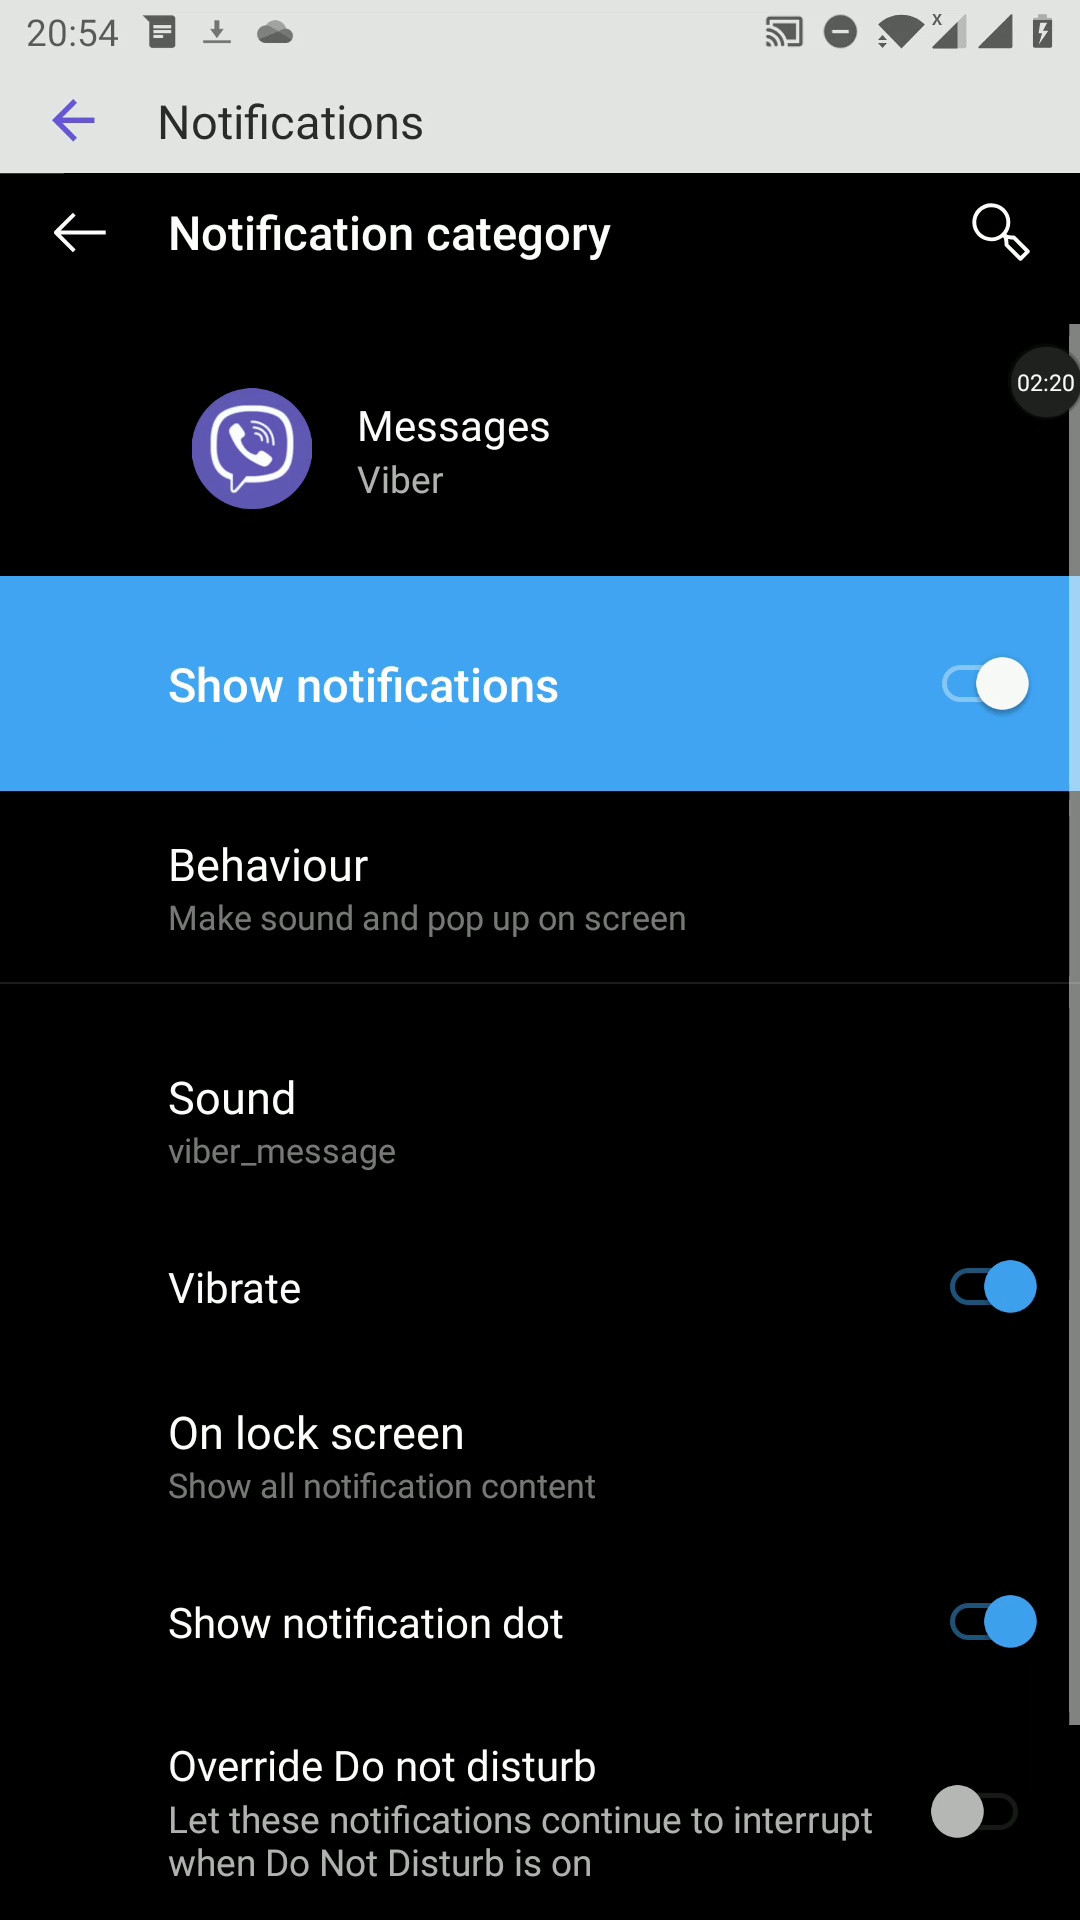 20:54
x
Notifications
Notification category
02:20
Messages
Viber
Show notifications
Behaviour
Make sound and pop up on screen
Sound
viber_message
Vibrate
On lock screen
Show all notification content
Show notification dot
Override Do not disturb
Let these notifications continue to interrupt
when Do Not Disturb is on